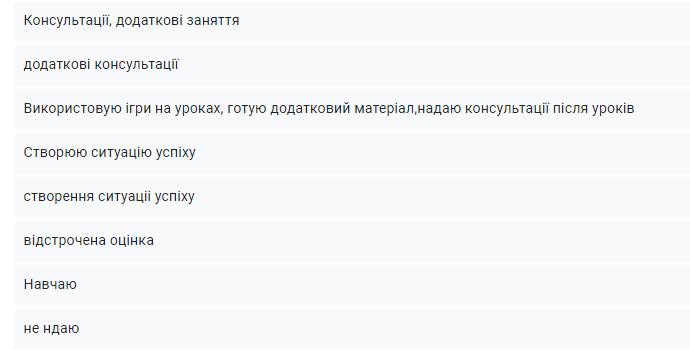 Консультації, додаткові заняття
додаткові консультації
Використовую ігри на уроках, готую додатковий матеріал,надаю консультації після уроків
Створюю ситуацію успіху
створення ситуаціі успіху
відстрочена оцінка
Навчаю
не ндаю